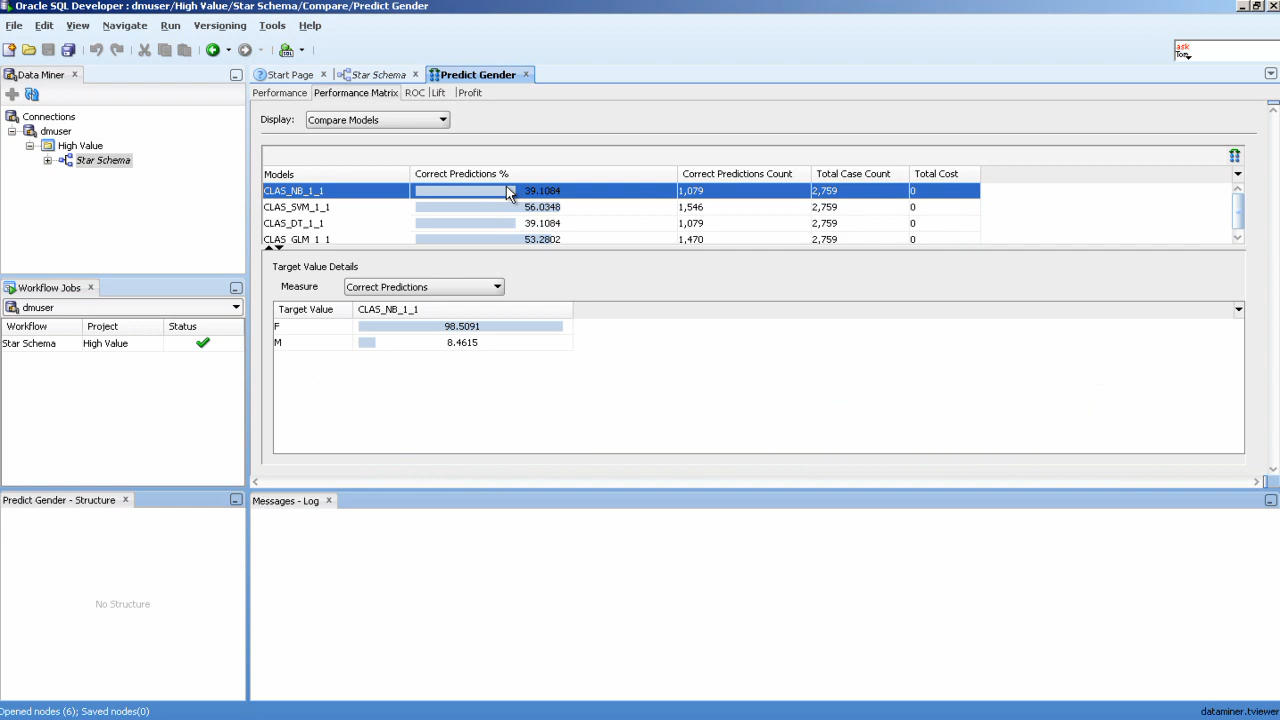 Oracle SQL Developer : dmuser/High Value/Star Schema/Compare/Predict Gender
File Edit View Navigate Run Versioning Tools Help
ask
Tom
Data Miner
Start Page Star Schema Predict Gender
Performance Performance Matrix ROC Lift Profit
Connections
dmuser
High Value
Star Schema
Display: Compare Models
Models Correct Predictions % Correct Predictions Count Total Case Count Total Cost
CLAS_NB_1_1 39.1084 1,079 2,759 0
CLAS_SVM_1_1 56.0348 1,546 2,759 0
CLAS_DT_1_1 39.1084 1,079 2,759 0
CLAS_GLM_1_1 53.2802 1,470 2,759 0
Target Value Details
Measure Correct Predictions
Target Value CLAS_NB_1_1
F 98.5091
M 8.4615
Workflow Jobs
dmuser
Workflow Project Status
Star Schema High Value
Predict Gender - Structure
No Structure
Messages - Log
Opened nodes (6); Saved nodes(0)
dataminer.tviewer